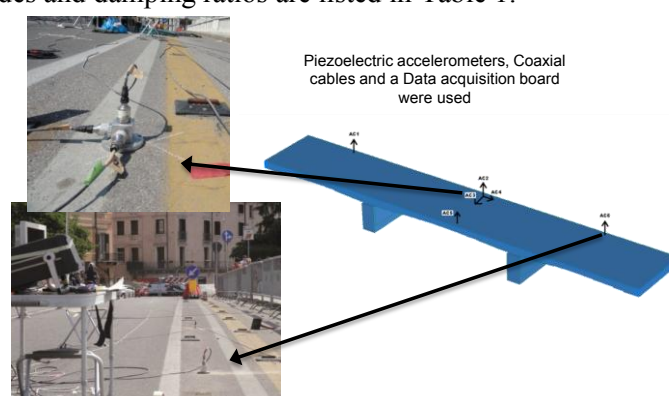 des and damping ratios are listed in Table 1.
Piezoelectric accelerometers, Coaxial
cables and a Data acquisition board
were used
AC1
AC2
AC3
AC4
AC6